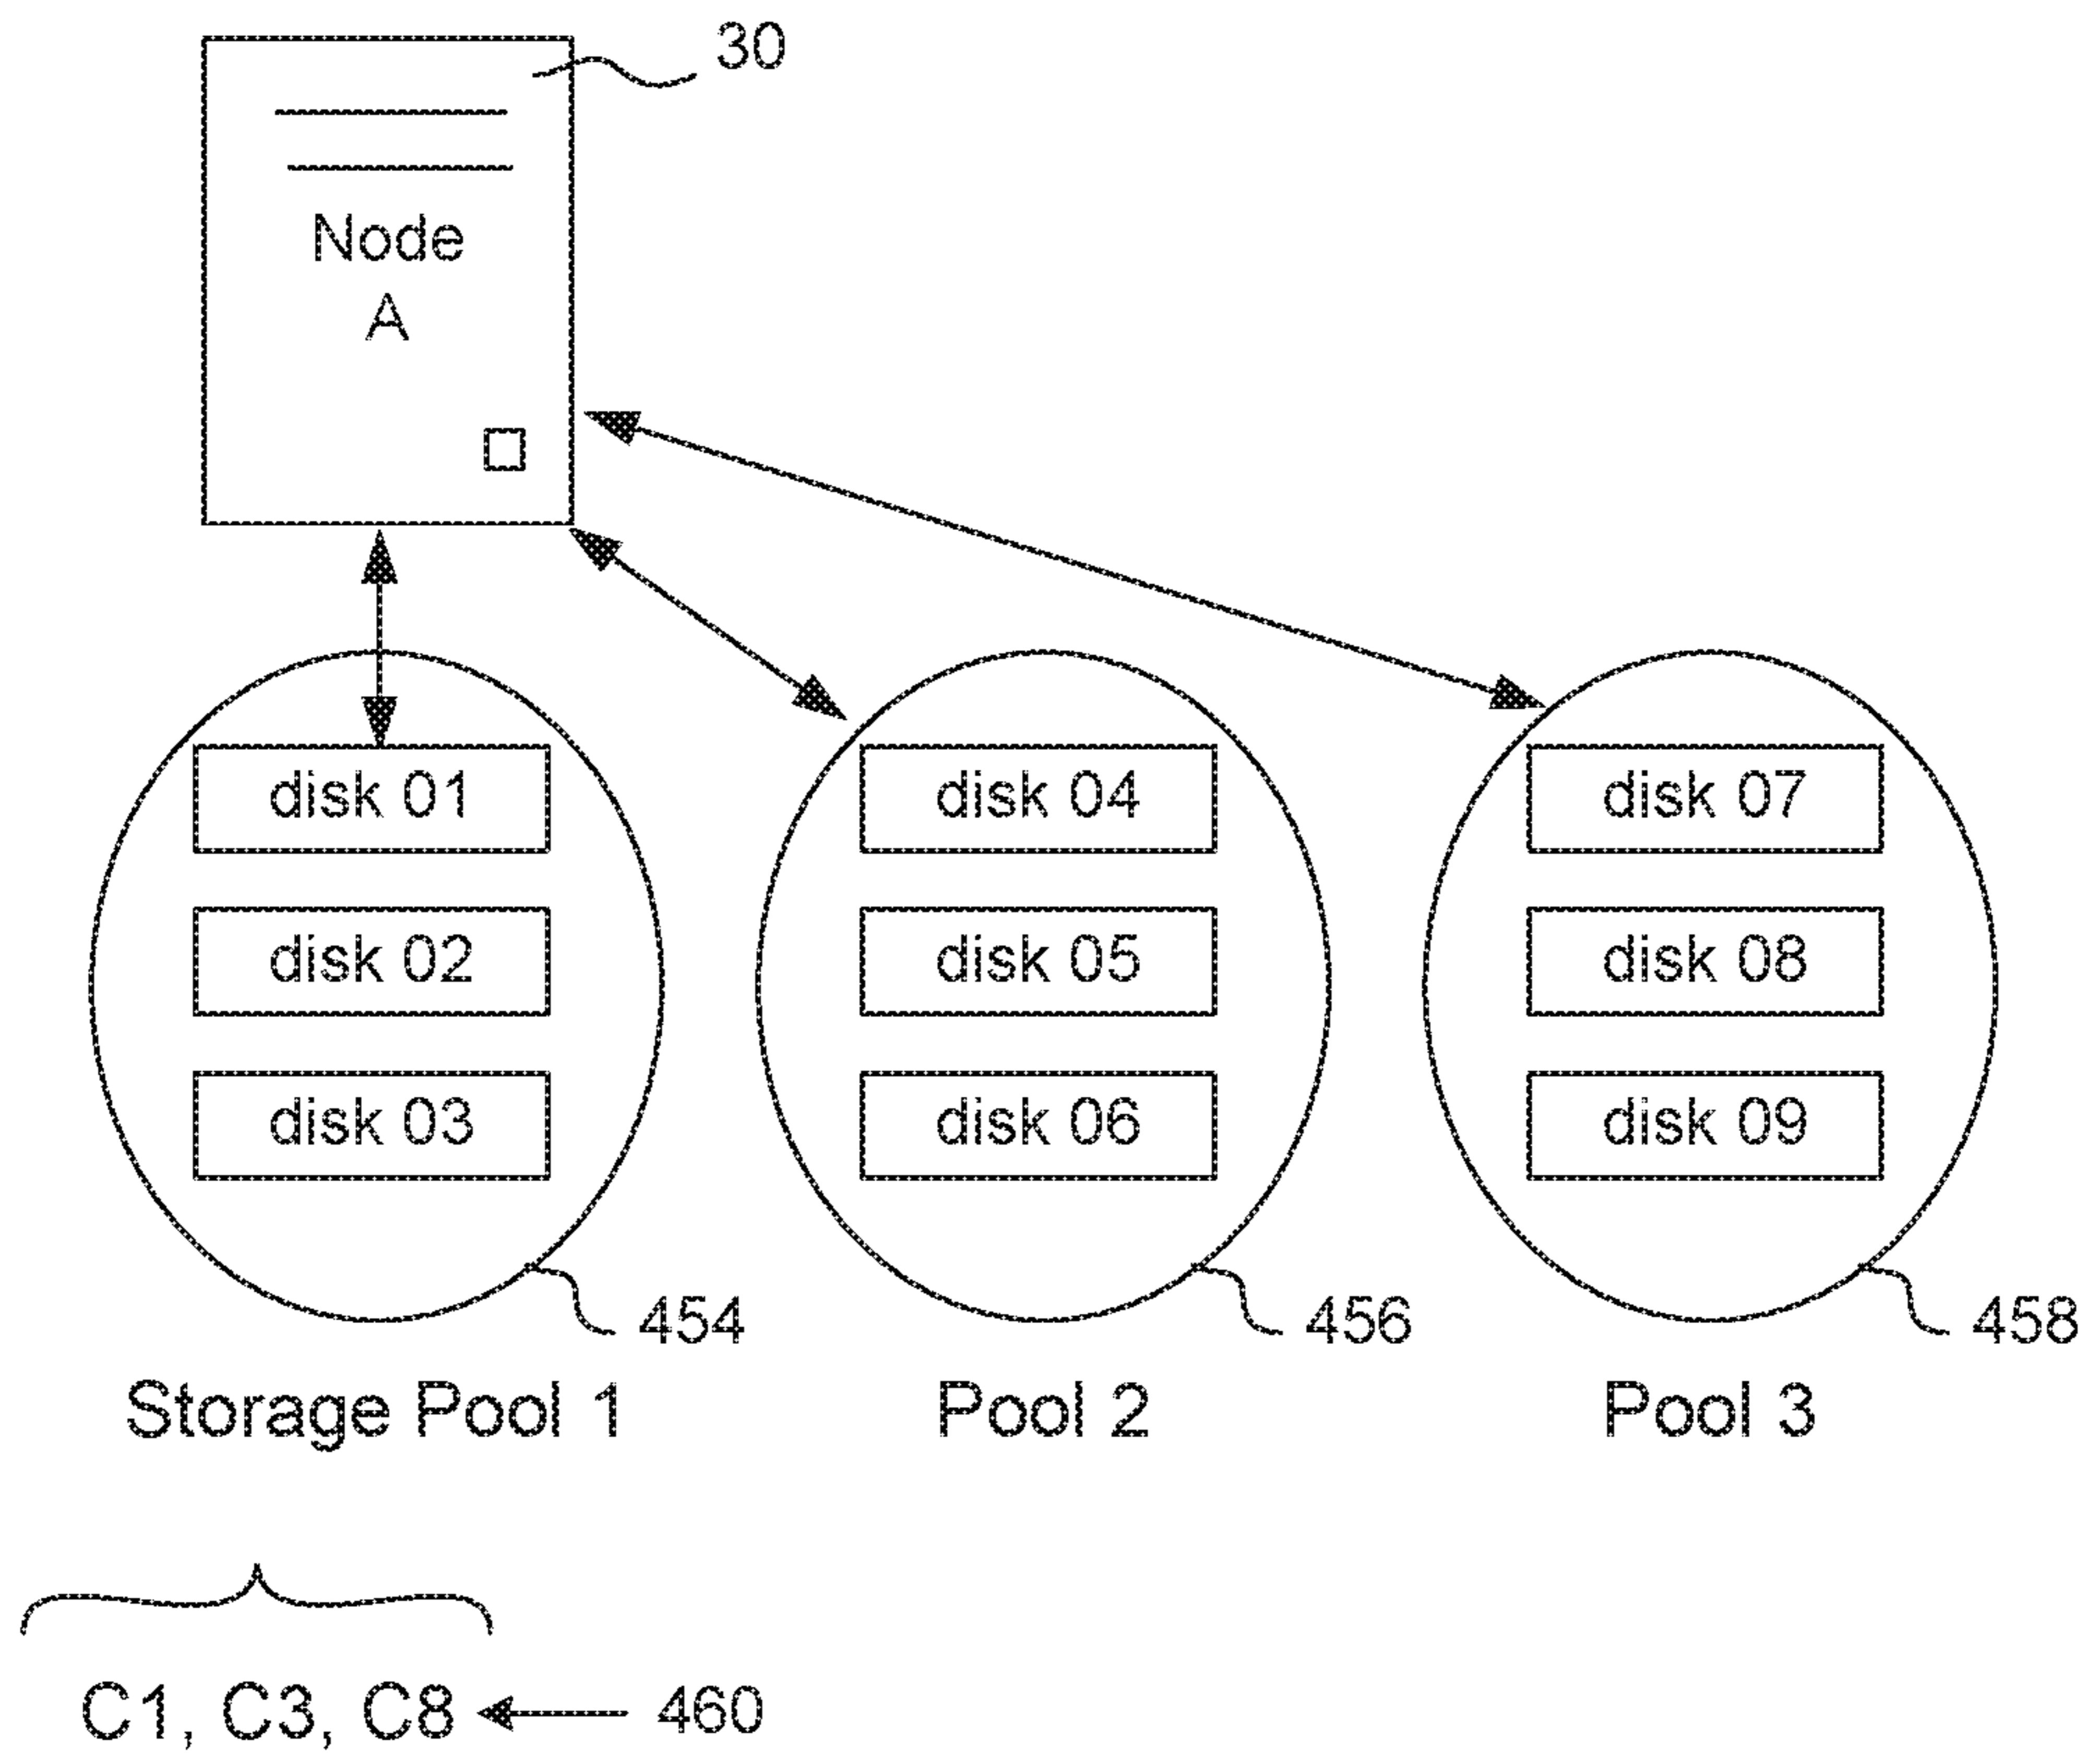 30
Node
A
disk 01
disk 02
disk 03
454
Storage Pool 1
disk 04
disk 05
disk 06
456
Pool 2
disk 07
disk 08
disk 09
458
Pool 3
C1, C3, C8
460